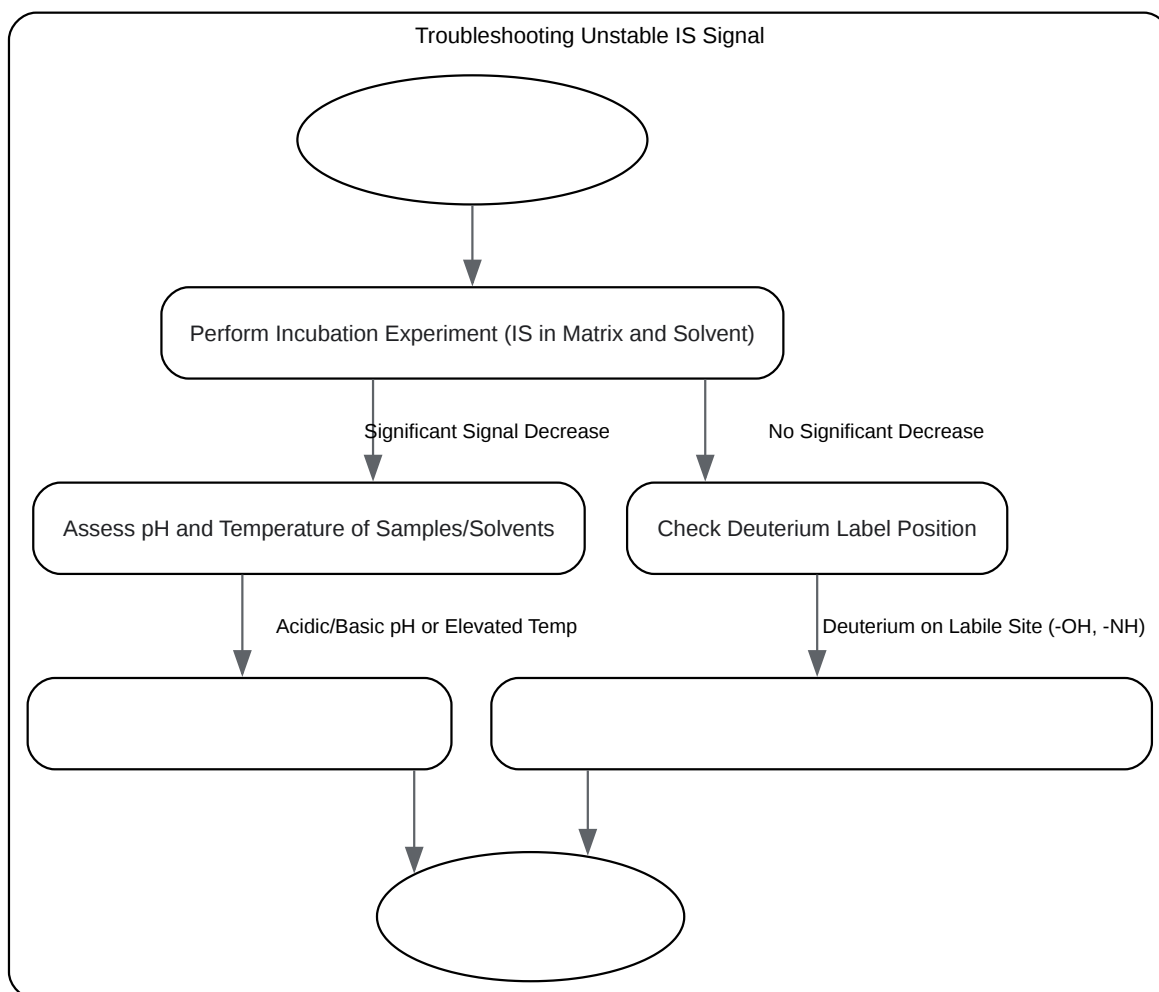 Troubleshooting Unstable IS Signal
Perform Incubation Experiment (IS in Matrix and Solvent)
Significant Signal Decrease
No Significant Decrease
Assess pH and Temperature of Samples/Solvents
Check Deuterium Label Position
Acidic/Basic pH or Elevated Temp
Deuterium on Labile Site (-OH, -NH)